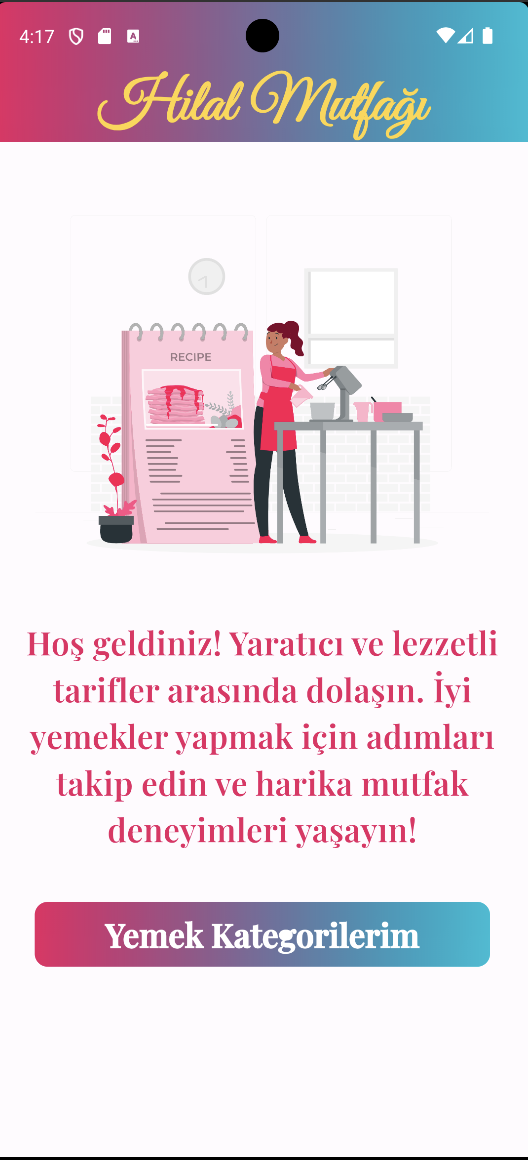 4:17
Hilal Mutfağı
RECIPE
Hoş geldiniz! Yaratıcı ve lezzetli
tarifler arasında dolaşın. İyi
yemekler yapmak için adımları
takip edin ve harika mutfak
deneyimleri yaşayın!
Yemek Kategorilerim